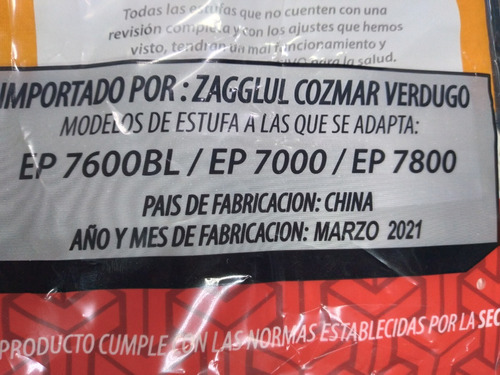 Todas las estufas que no cuenten con una
revisión completa y con los ajustes que hemos
visto, tendran un mal funcionamiento y
para la salud.
IMPORTADO POR : ZAGGLUL COZMAR VERDUGO
MODELOS DE ESTUFA A LAS QUE SE ADAPTA:
EP 7600BL / EP 7000 / EP 7800
PAIS DE FABRICACION: CHINA
AÑO Y MES DE FABRICACION: MARZO 2021
PRODUCTO CUMPLE CON LAS NORMAS ESTABLECIDAS POR LA SEC